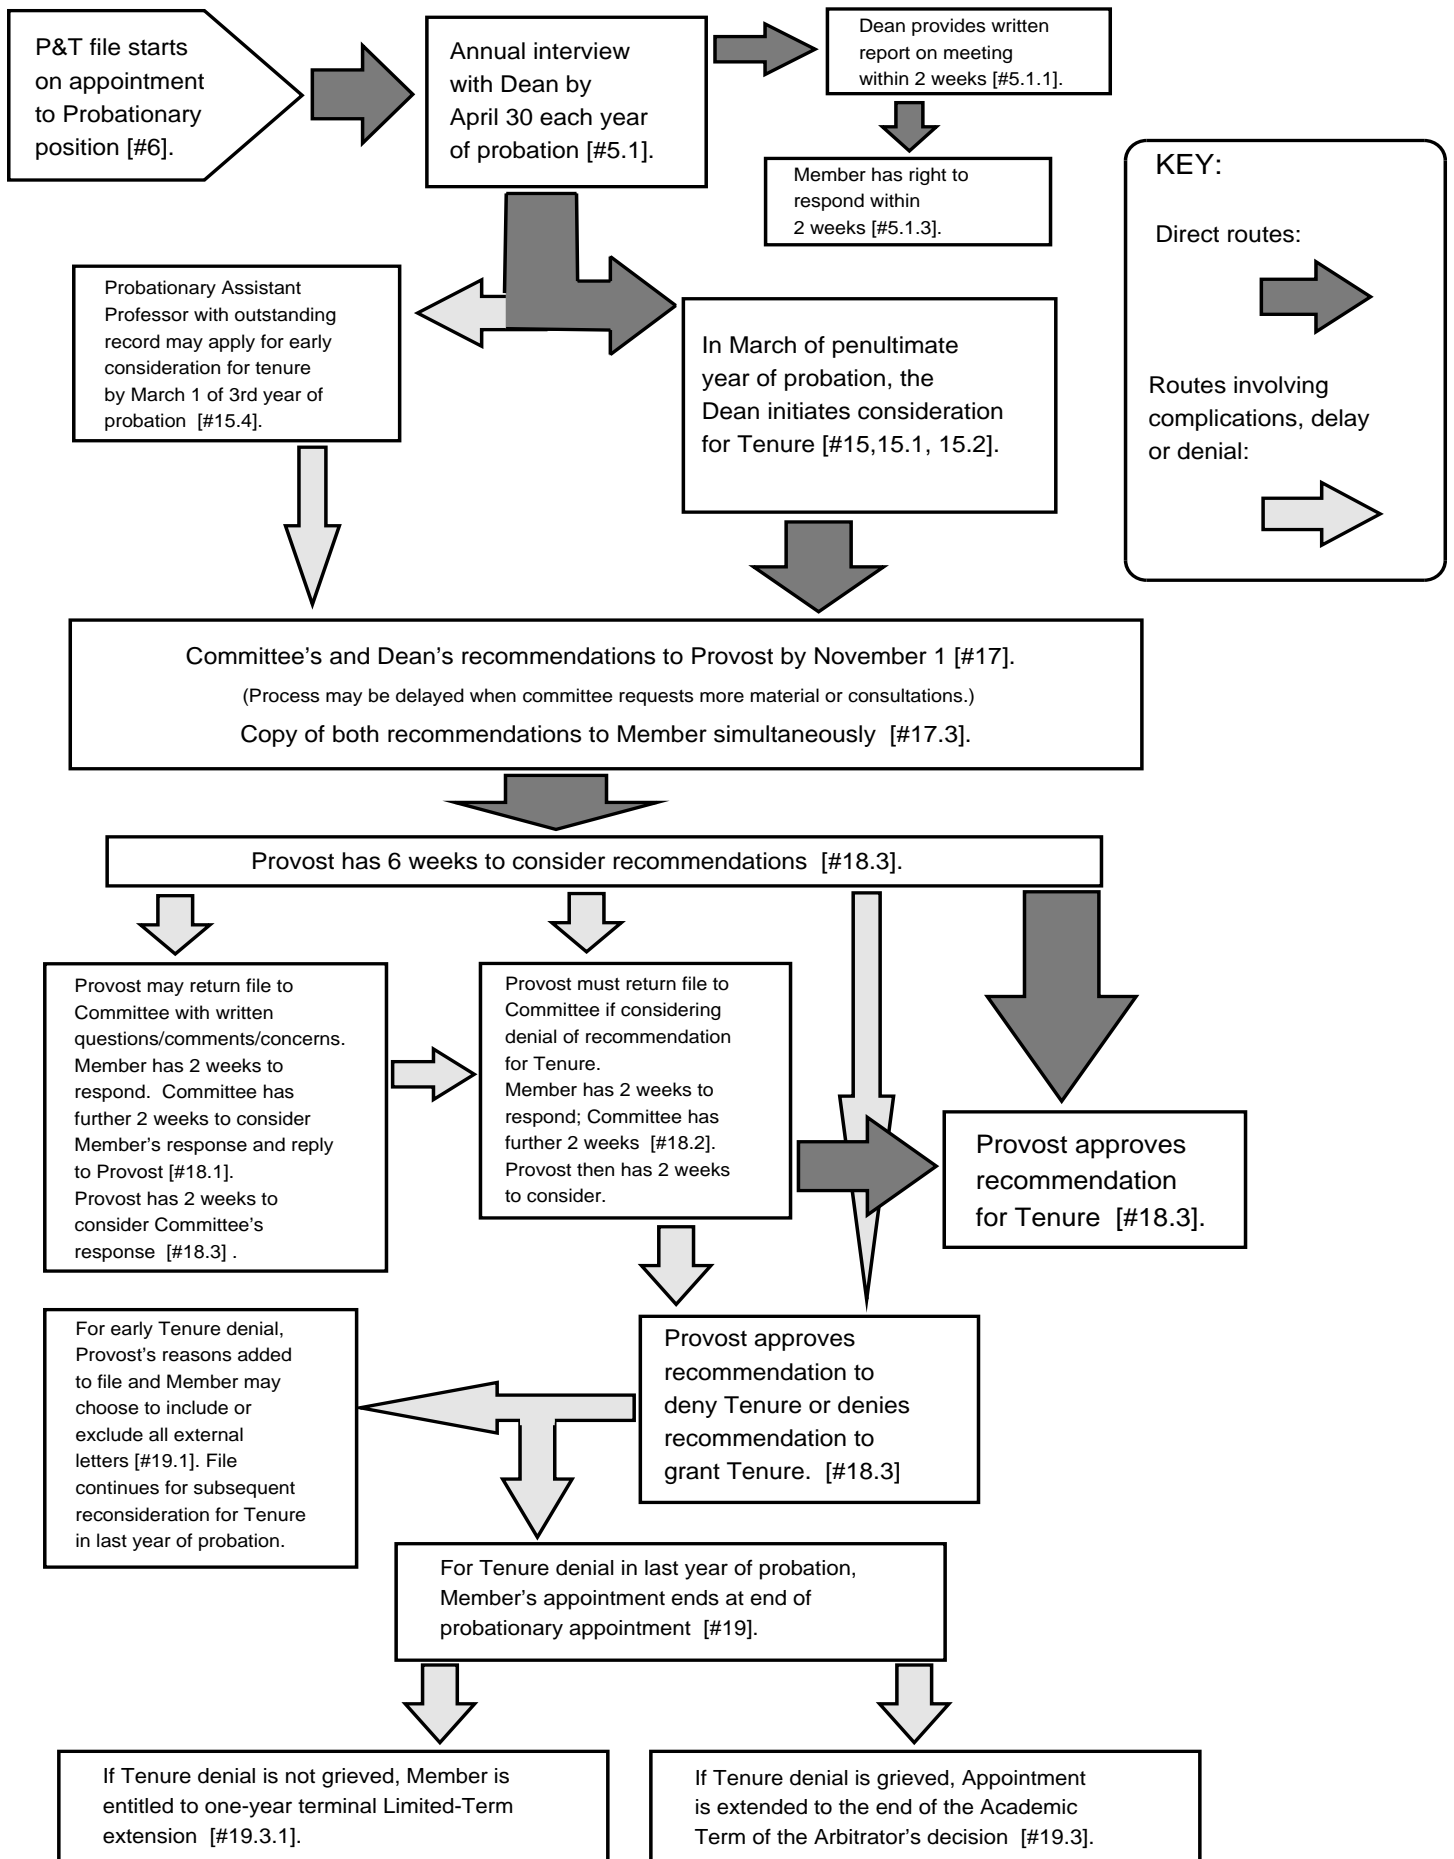 P&T file starts
on appointment
to Probationary
position [#6].
Annual interview
with Dean by
April 30 each year
of probation [#5.1].
Dean provides written
report on meeting
within 2 weeks [#5.1.1].
Member has right to
respond within
2 weeks [#5.1.3].
KEY:
Direct routes:
Routes involving
complications, delay
or denial:
Probationary Assistant
Professor with outstanding
record may apply for early
consideration for tenure
by March 1 of 3rd year of
probation [#15.4].
In March of penultimate
year of probation, the
Dean initiates consideration
for Tenure [#15,15.1, 15.2].
Committee’s and Dean’s recommendations to Provost by November 1 [#17].
(Process may be delayed when committee requests more material or consultations.)
Copy of both recommendations to Member simultaneously [#17.3].
Provost has 6 weeks to consider recommendations [#18.3].
Provost may return file to
Committee with written
questions/comments/concerns.
Member has 2 weeks to
respond. Committee has
further 2 weeks to consider
Member’s response and reply
to Provost [#18.1].
Provost has 2 weeks to
consider Committee’s
response [#18.3] .
Provost must return file to
Committee if considering
denial of recommendation
for Tenure.
Member has 2 weeks to
respond; Committee has
further 2 weeks [#18.2].
Provost then has 2 weeks
to consider.
Provost approves
recommendation
for Tenure [#18.3].
For early Tenure denial,
Provost’s reasons added
to file and Member may
choose to include or
exclude all external
letters [#19.1]. File
continues for subsequent
reconsideration for Tenure
in last year of probation.
Provost approves
recommendation to
deny Tenure or denies
recommendation to
grant Tenure. [#18.3]
For Tenure denial in last year of probation,
Member’s appointment ends at end of
probationary appointment [#19].
If Tenure denial is not grieved, Member is
entitled to one-year terminal Limited-Term
extension [#19.3.1].
If Tenure denial is grieved, Appointment
is extended to the end of the Academic
Term of the Arbitrator’s decision [#19.3].